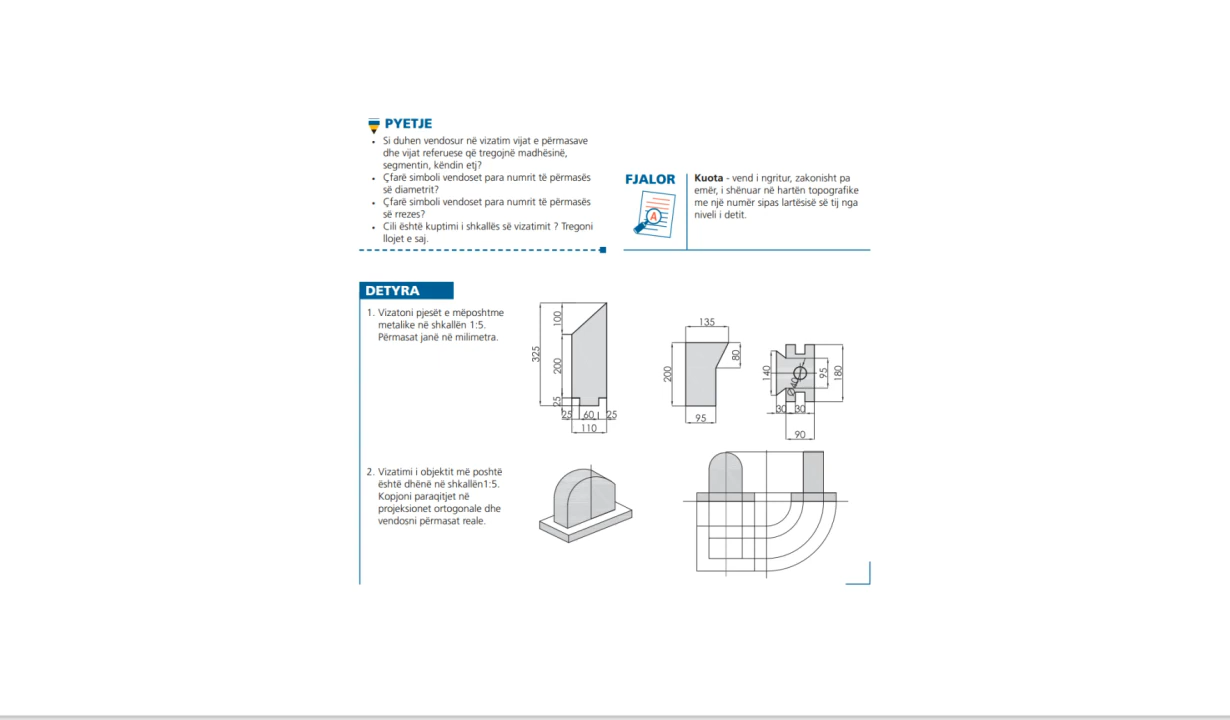 PYETJE
• Si duhen vendosur në vizatim vijat e përmasave
dhe vijat referuese që tregojnë madhësinë,
segmentin, këndin etj?
• Çfarë simboli vendoset para numrit të përmasës
së diametrit?
• Çfarë simboli vendoset para numrit të përmasës
së rrezes?
• Cili është kuptimi i shkallës së vizatimit ? Tregoni
llojet e saj.
FJALOR
A
Kuota - vend i ngritur, zakonisht pa
emër, i shënuar në hartën topografike
me një numër sipas lartësisë së tij nga
niveli i detit.
DETYRA
1. Vizatoni pjesët e mëposhtme
metalike në shkallën 1:5.
Përmasat janë në milimetra.
325
100
200
25
25 60 25
110
135
200
80
95
140
Ø40
95
180
30 30
90
2. Vizatimi i objektit më poshtë
është dhënë në shkallën1:5.
Kopjoni paraqitjet në
projeksionet ortogonale dhe
vendosni përmasat reale.